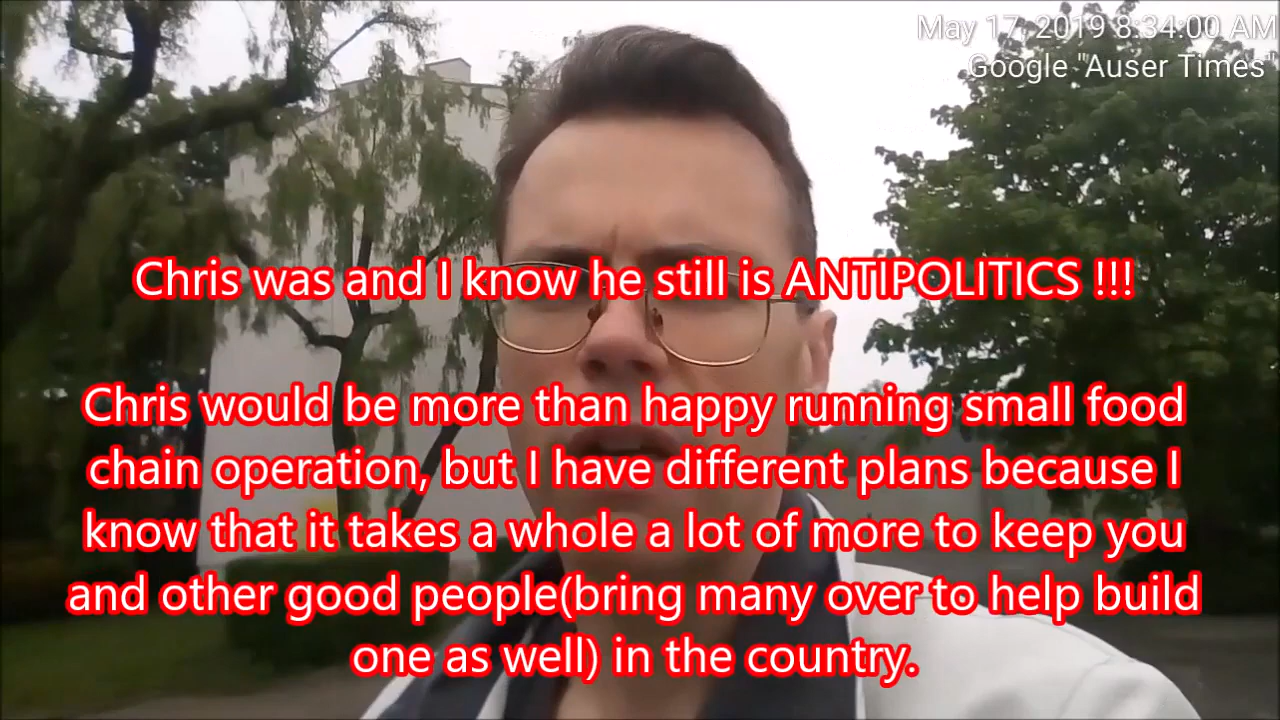 May 17, 2019 8:34:00 AM
Google "Auser Times"
Chris was and I know he still is ANTIPOLITICS !!!
Chris would be more than happy running small food
chain operation, but I have different plans because I
know that it takes a whole a lot of more to keep you
and other good people(bring many over to help build
one as well) in the country.